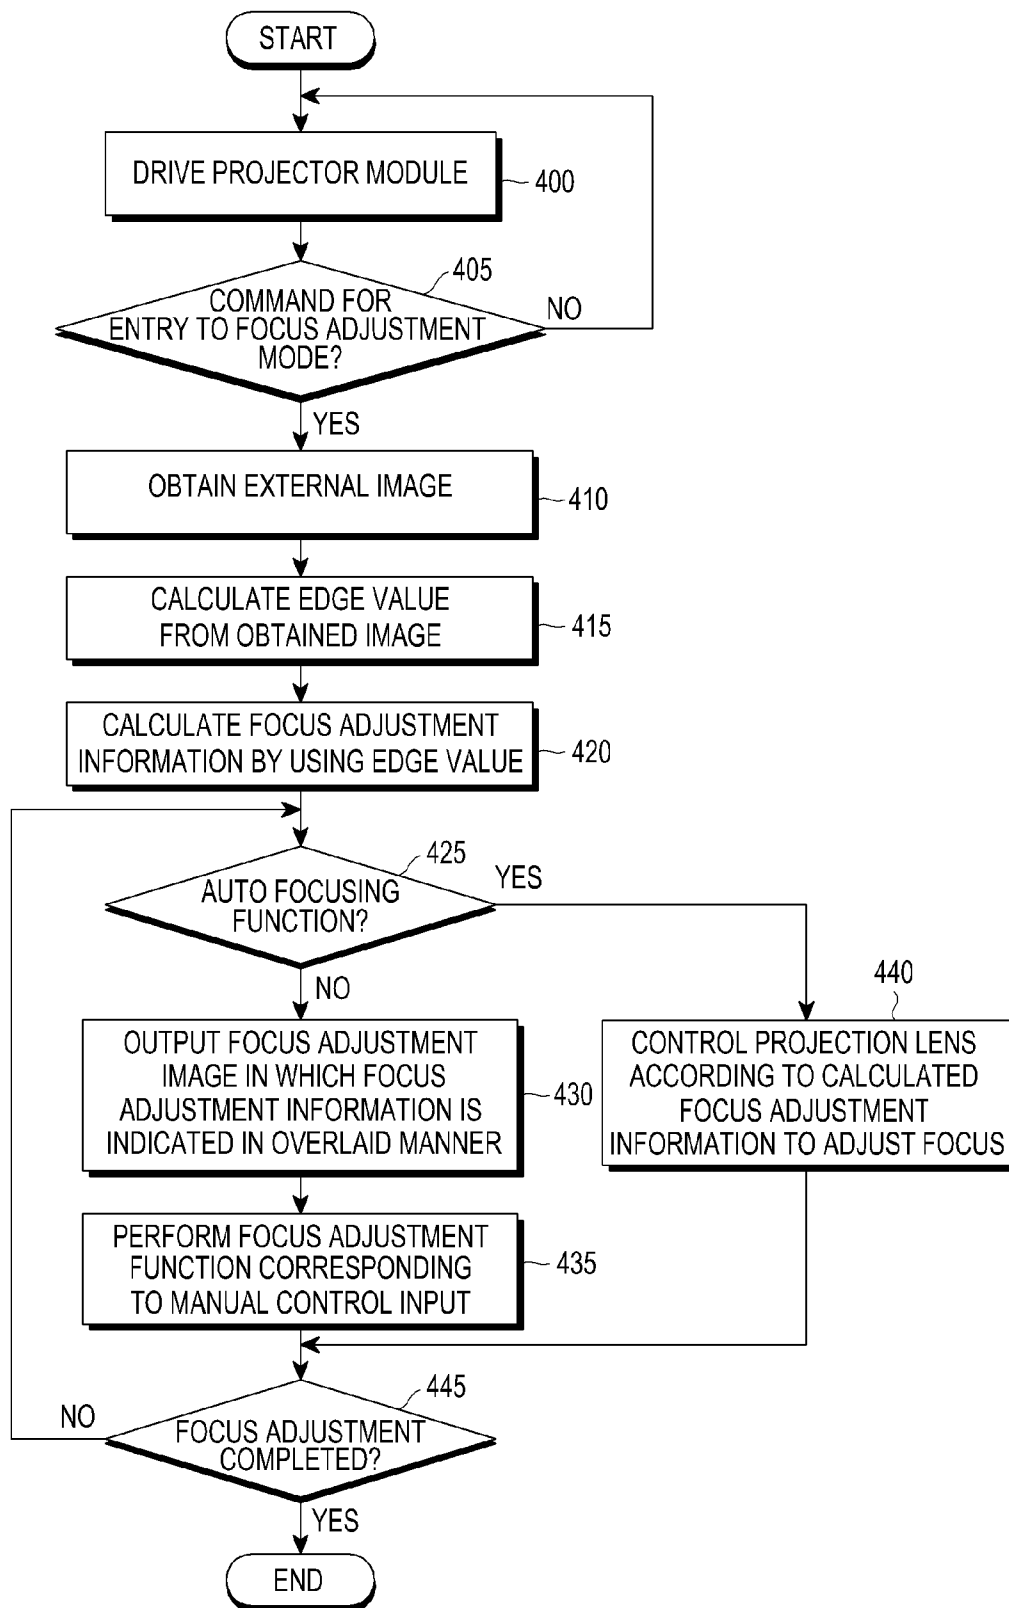 START
DRIVE PROJECTOR MODULE
400
405
COMMAND FOR
ENTRY TO FOCUS ADJUSTMENT
MODE?
NO
YES
OBTAIN EXTERNAL IMAGE
410
CALCULATE EDGE VALUE
FROM OBTAINED IMAGE
415
CALCULATE FOCUS ADJUSTMENT
INFORMATION BY USING EDGE VALUE
420
425
AUTO FOCUSING
FUNCTION?
YES
NO
440
OUTPUT FOCUS ADJUSTMENT
IMAGE IN WHICH FOCUS
ADJUSTMENT INFORMATION IS
INDICATED IN OVERLAID MANNER
430
CONTROL PROJECTION LENS
ACCORDING TO CALCULATED
FOCUS ADJUSTMENT
INFORMATION TO ADJUST FOCUS
PERFORM FOCUS ADJUSTMENT
FUNCTION CORRESPONDING
TO MANUAL CONTROL INPUT
435
445
NO
FOCUS ADJUSTMENT
COMPLETED?
YES
END